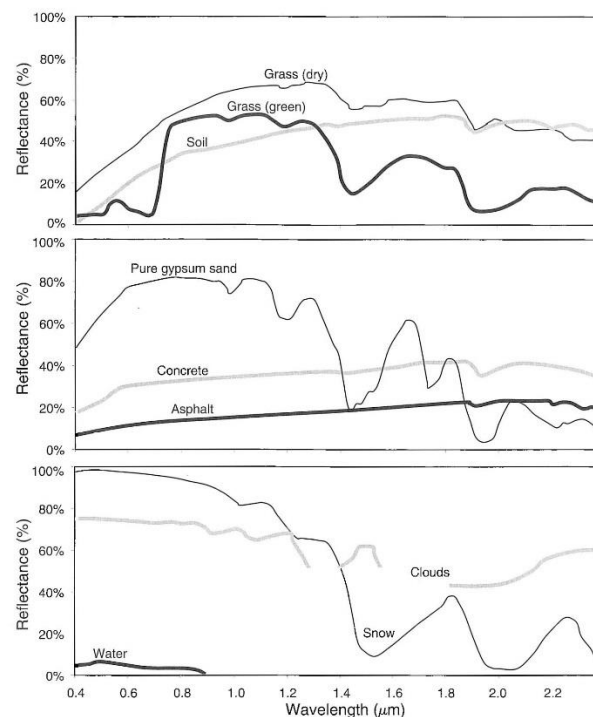 100%
80%
60%
40%
20%
0%
Reflectance (%)
Grass (dry)
Grass (green)
Soil
80%
60%
40%
20%
0%
Reflectance (%)
Pure gypsum sand
Concrete
Asphalt
100%
80%
60%
40%
20%
0%
Reflectance (%)
Clouds
Snow
Water
0.4 0.6 0.8 1.0 1.2 1.4 1.6 1.8 2.0 2.2
Wavelength (μm)